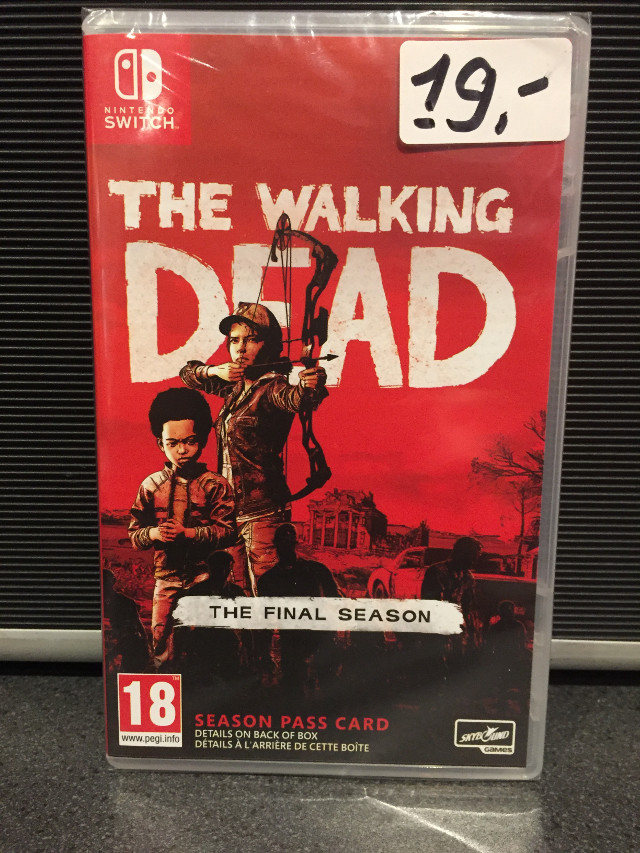 NINTENDO
SWITCH™
19,-
THE WALKING
DEAD
THE FINAL SEASON
18
www.pegi.info
SEASON PASS CARD
DETAILS ON BACK OF BOX
DÉTAILS À L'ARRIÈRE DE CETTE BOÎTE
SKYBOUND
GAMES